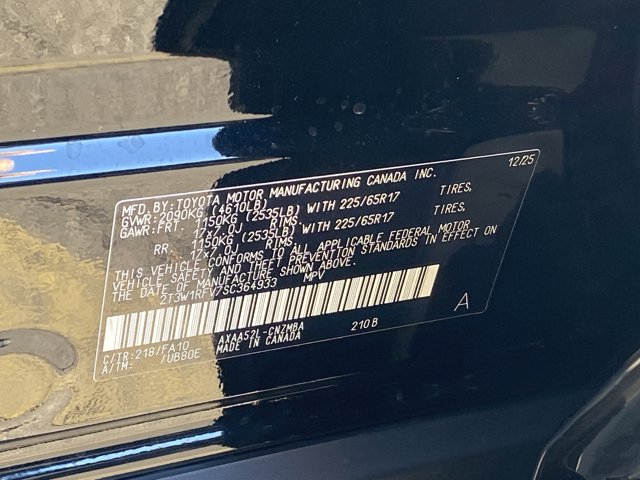 12/25
MFD. BY: TOYOTA MOTOR MANUFACTURING CANADA INC.
GVWR: 2090KG (4610LB)
GAWR: FRT. 1150KG (2535LB) WITH 225/65R17 TIRES,
17x7.0J RIMS
RR. 1150KG (2535LB) WITH 225/65R17 TIRES,
RIMS
THIS VEHICLE CONFORMS TO ALL APPLICABLE FEDERAL MOTOR
VEHICLE SAFETY AND THEFT PREVENTION STANDARDS IN EFFECT ON
THE DATE OF MANUFACTURE SHOWN ABOVE.
2T3W1RFV7SC364933 MPV
C/TR: 218/FA10 AXAA52L-CNZMBA 210B A
A/TM: /UB80E MADE IN CANADA